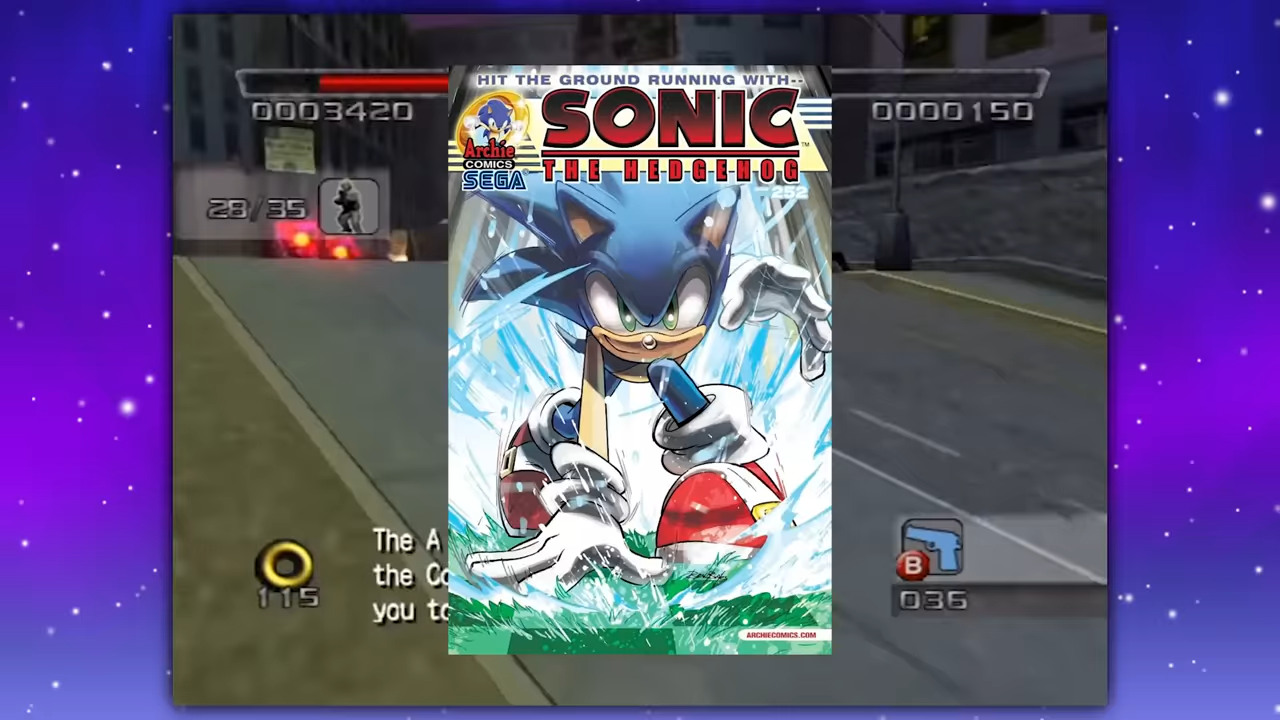 HIT THE GROUND RUNNING WITH--
SONIC
THE HEDGEHOG
TM
Archie
COMICS
SEGA
252
0003420
0000150
28/35
The A
the Co
you to
115
B
036
ARCHIECOMICS.COM